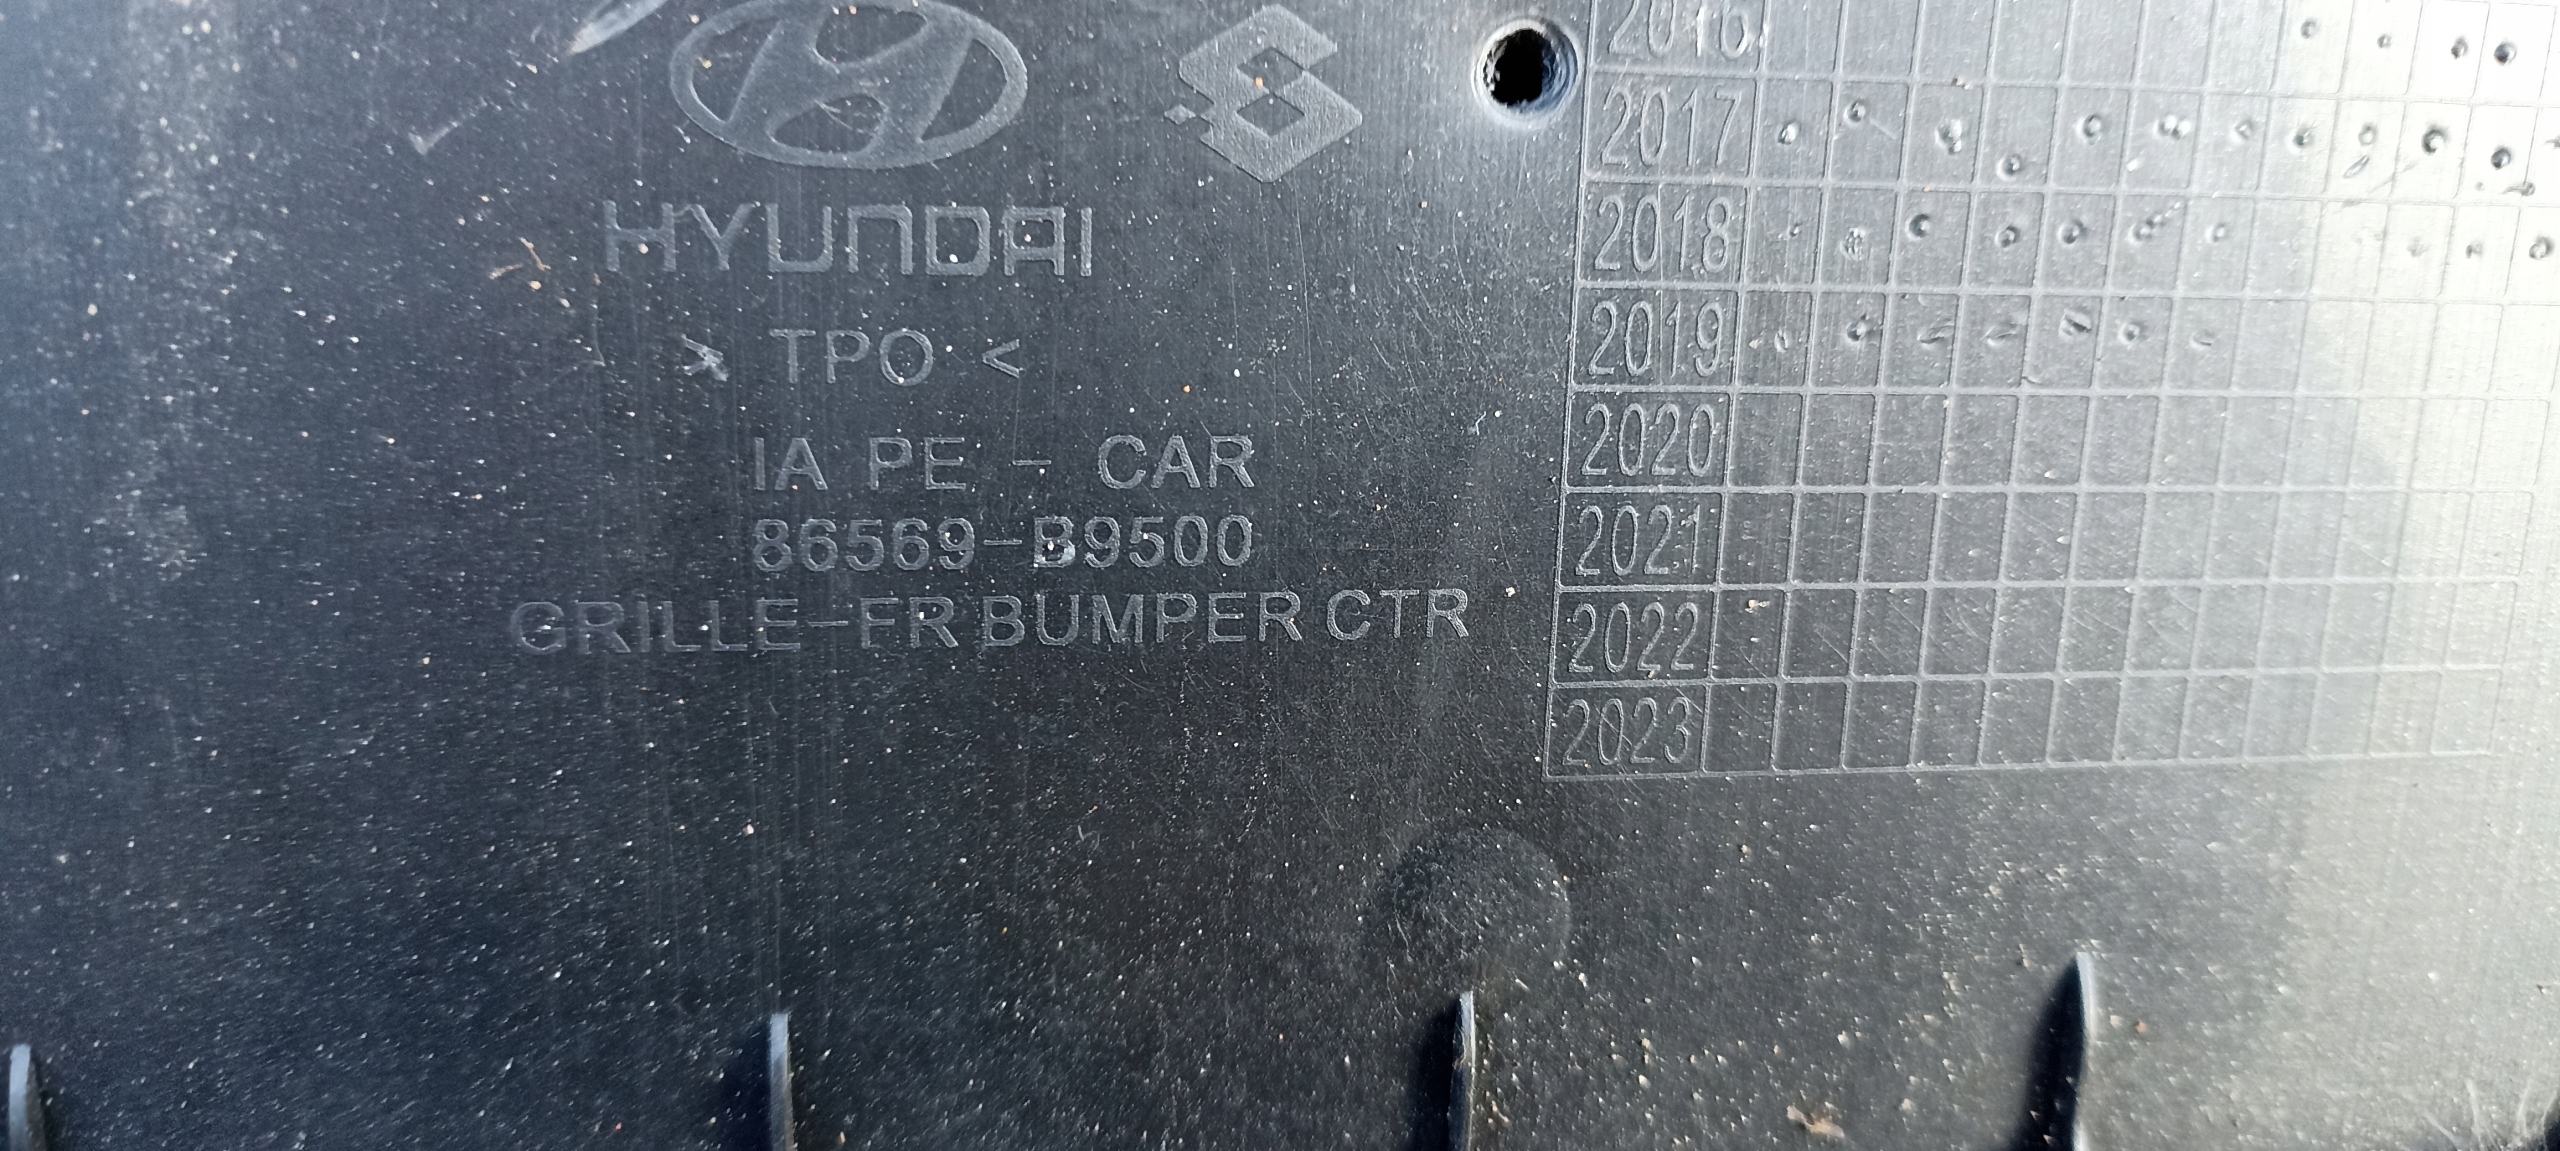 HYUNDAI
> TPO <
IA PE - CAR
86569-B9500
GRILLE-FR BUMPER CTR
2016
2017
2018
2019
2020
2021
2022
2023